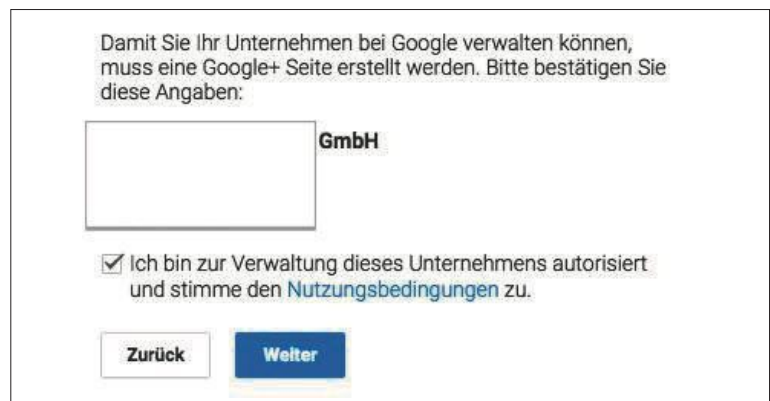 Damit Sie Ihr Unternehmen bei Google verwalten können,
muss eine Google+ Seite erstellt werden. Bitte bestätigen Sie
diese Angaben:
GmbH
Ich bin zur Verwaltung dieses Unternehmens autorisiert
und stimme den Nutzungsbedingungen zu.
Zurück
Weiter